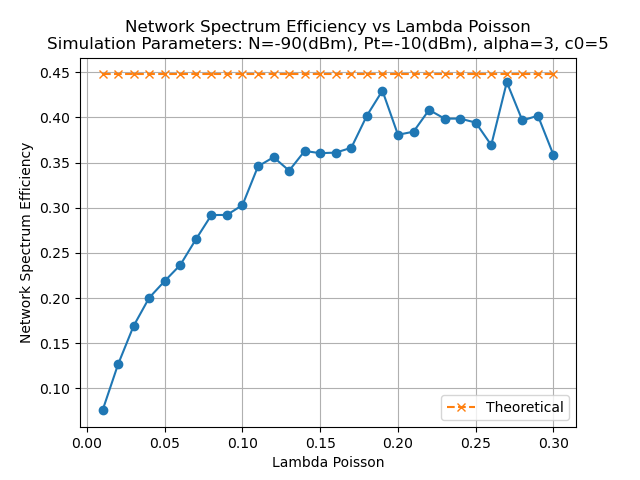 Network Spectrum Efficiency vs Lambda Poisson
Simulation Parameters: N=-90(dBm), Pt=-10(dBm), alpha=3, c0=5
Network Spectrum Efficiency
0.45
0.40
0.35
0.30
0.25
0.20
0.15
0.10
Theoretical
0.00 0.05 0.10 0.15 0.20 0.25 0.30
Lambda Poisson